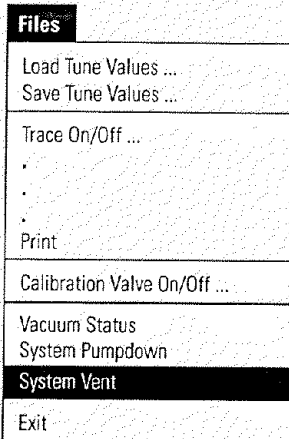 Files
Load Tune Values ...
Save Tune Values ...
Trace On/Off ...
.
.
.
Print
Calibration Valve On/Off ...
Vacuum Status
System Pumpdown
System Vent
Exit